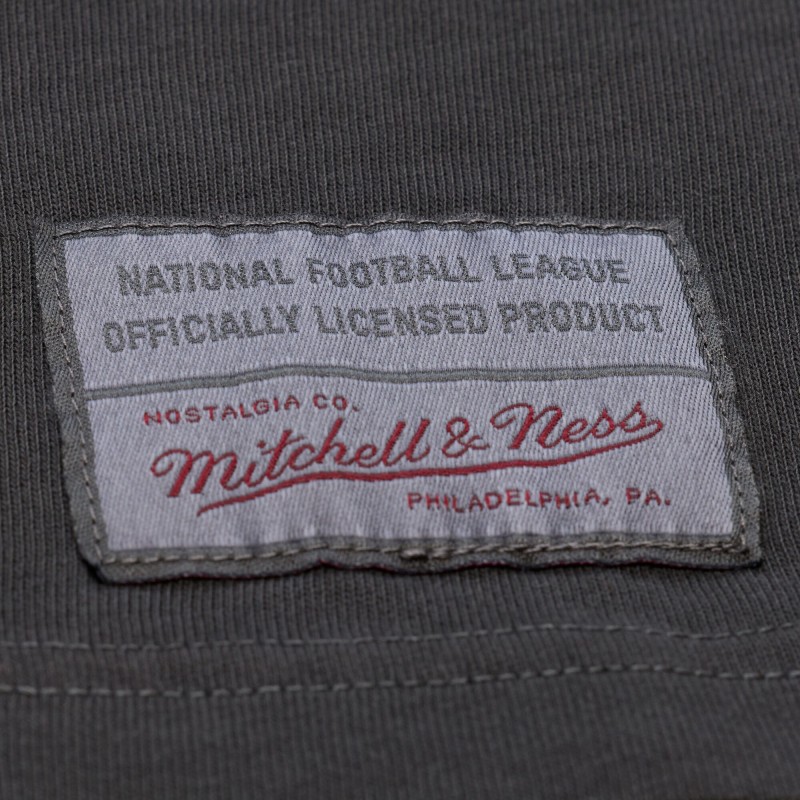 NATIONAL FOOTBALL LEAGUE
OFFICIALLY LICENSED PRODUCT
NOSTALGIA CO.
Mitchell & Ness
PHILADELPHIA, PA.